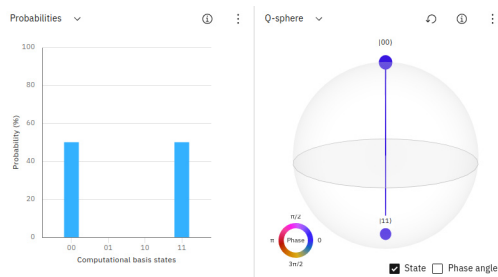 Probabilities
Q-sphere
100
80
60
40
20
0
Probability (%)
00 01 10 11
Computational basis states
|00⟩
|11⟩
π/2
π Phase 0
3π/2
State Phase angle